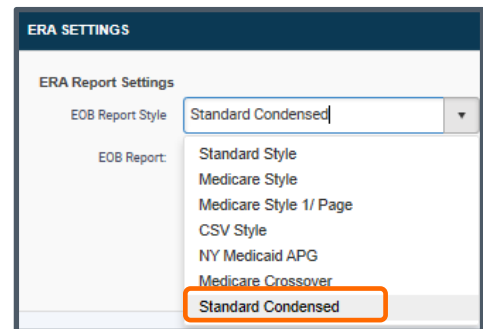 ERA SETTINGS
ERA Report Settings
EOB Report Style Standard Condensed
EOB Report:
Standard Style
Medicare Style
Medicare Style 1/ Page
CSV Style
NY Medicaid APG
Medicare Crossover
Standard Condensed